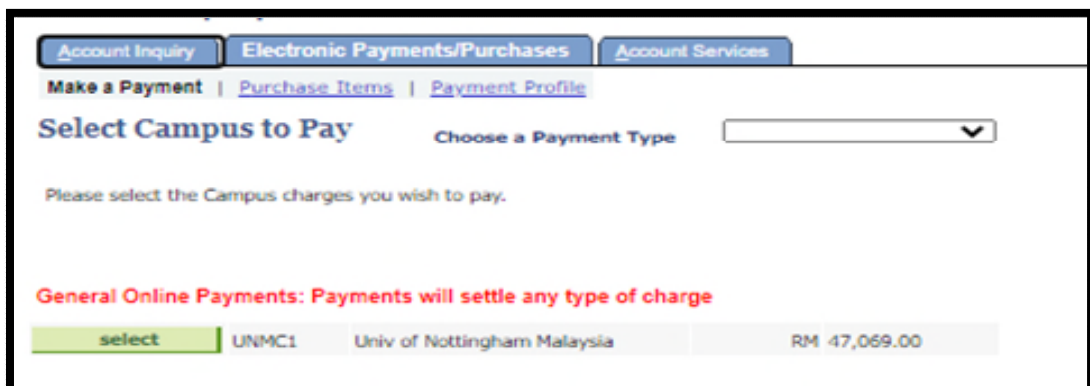 Account Inquiry Electronic Payments/Purchases Account Services
Make a Payment | Purchase Items | Payment Profile
Select Campus to Pay Choose a Payment Type
Please select the Campus charges you wish to pay.
General Online Payments: Payments will settle any type of charge
select UNMC1 Univ of Nottingham Malaysia RM 47,069.00